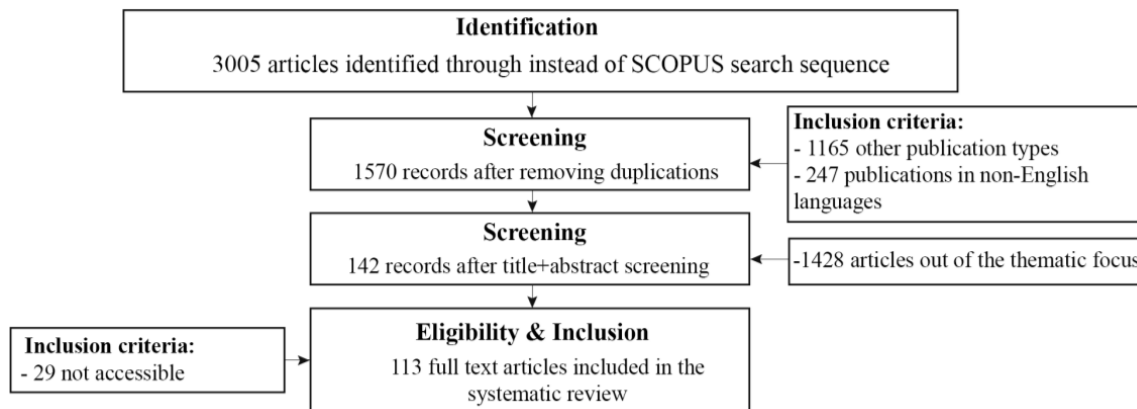 Identification
3005 articles identified through instead of SCOPUS search sequence
Screening
1570 records after removing duplications
Inclusion criteria:
- 1165 other publication types
- 247 publications in non-English
languages
Screening
142 records after title+abstract screening
-1428 articles out of the thematic focus
Eligibility & Inclusion
113 full text articles included in the
systematic review
Inclusion criteria:
- 29 not accessible